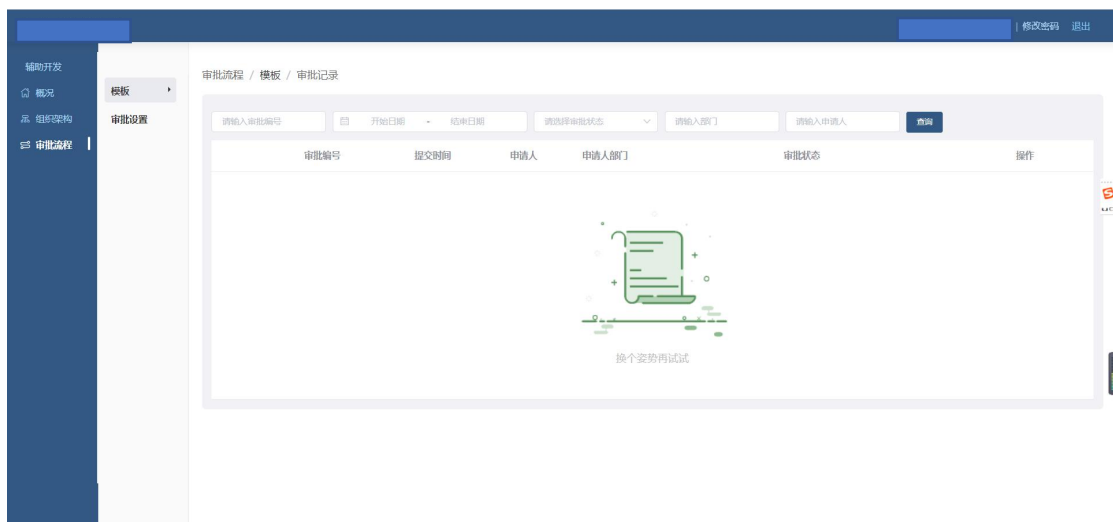 | 修改密码 退出
辅助开发
概况
组织架构
审批流程
模板
审批设置
审批流程 / 模板 / 审批记录
请输入审批编号 开始日期 - 结束日期 请选择审批状态 请输入部门 请输入申请人 查询
审批编号 提交时间 申请人 申请人部门 审批状态 操作
换个姿势再试试